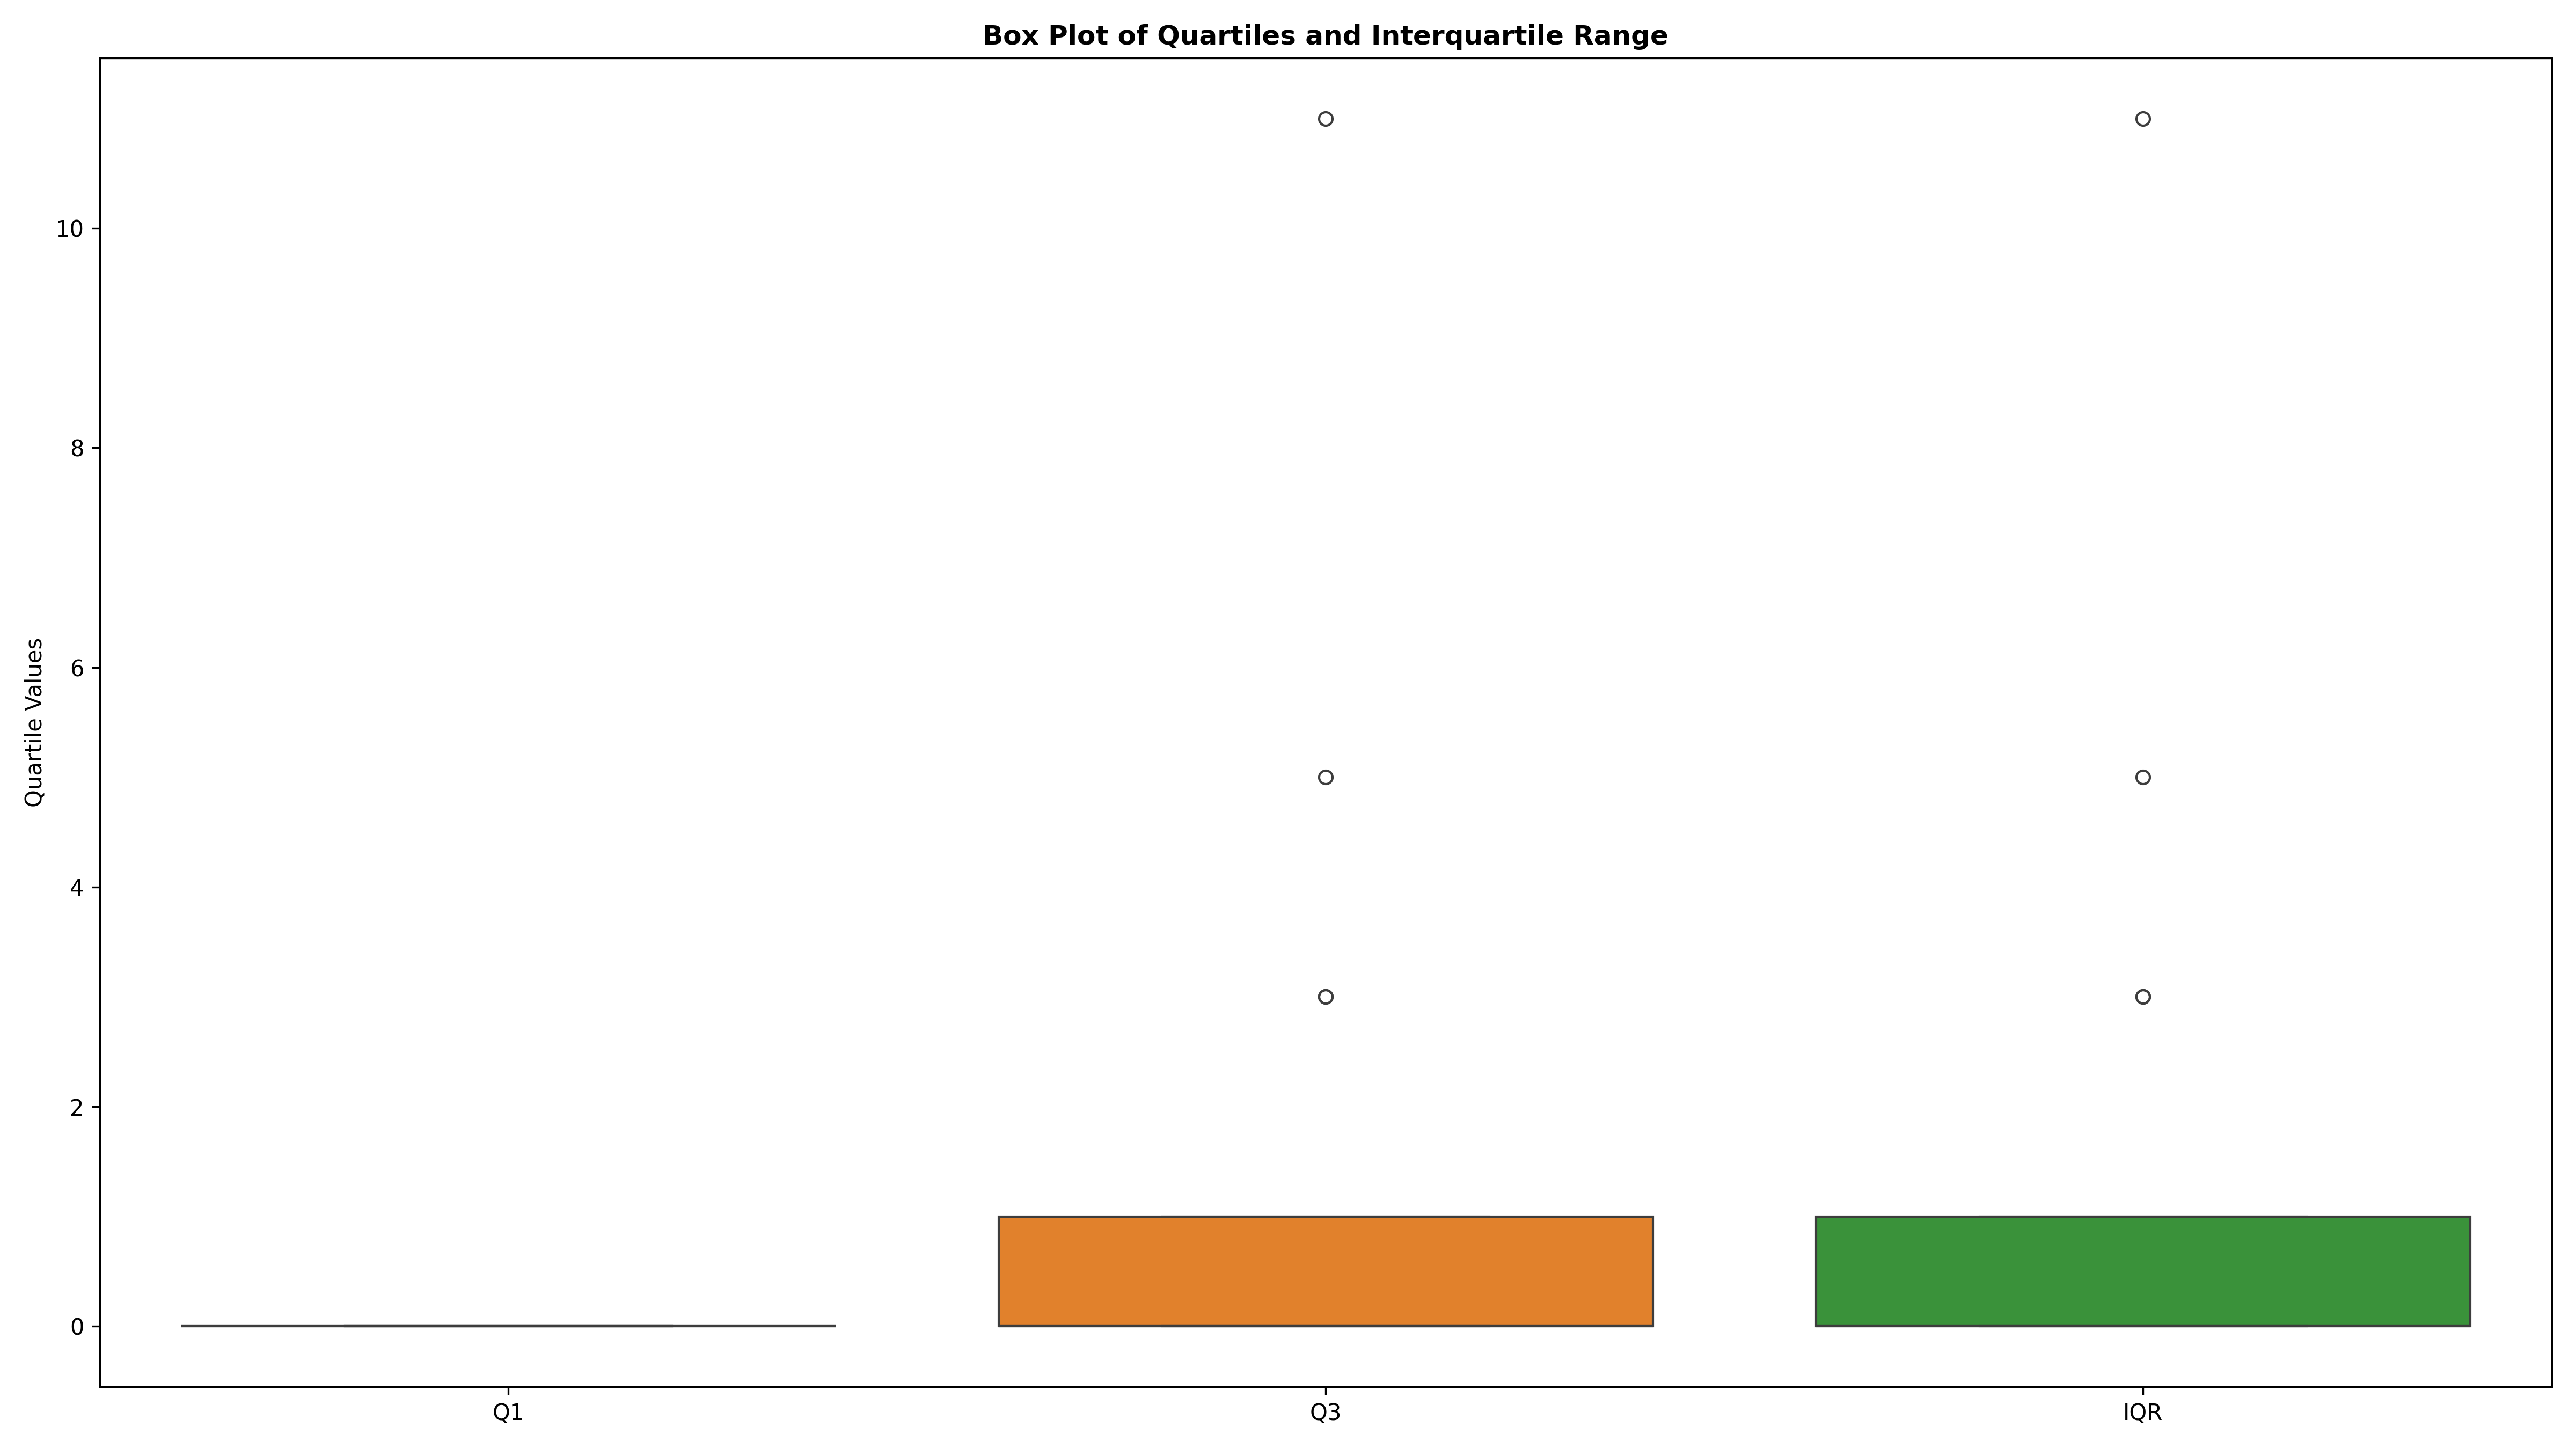 Box Plot of Quartiles and Interquartile Range
Quartile Values
10
8
6
4
2
0
Q1
Q3
IQR